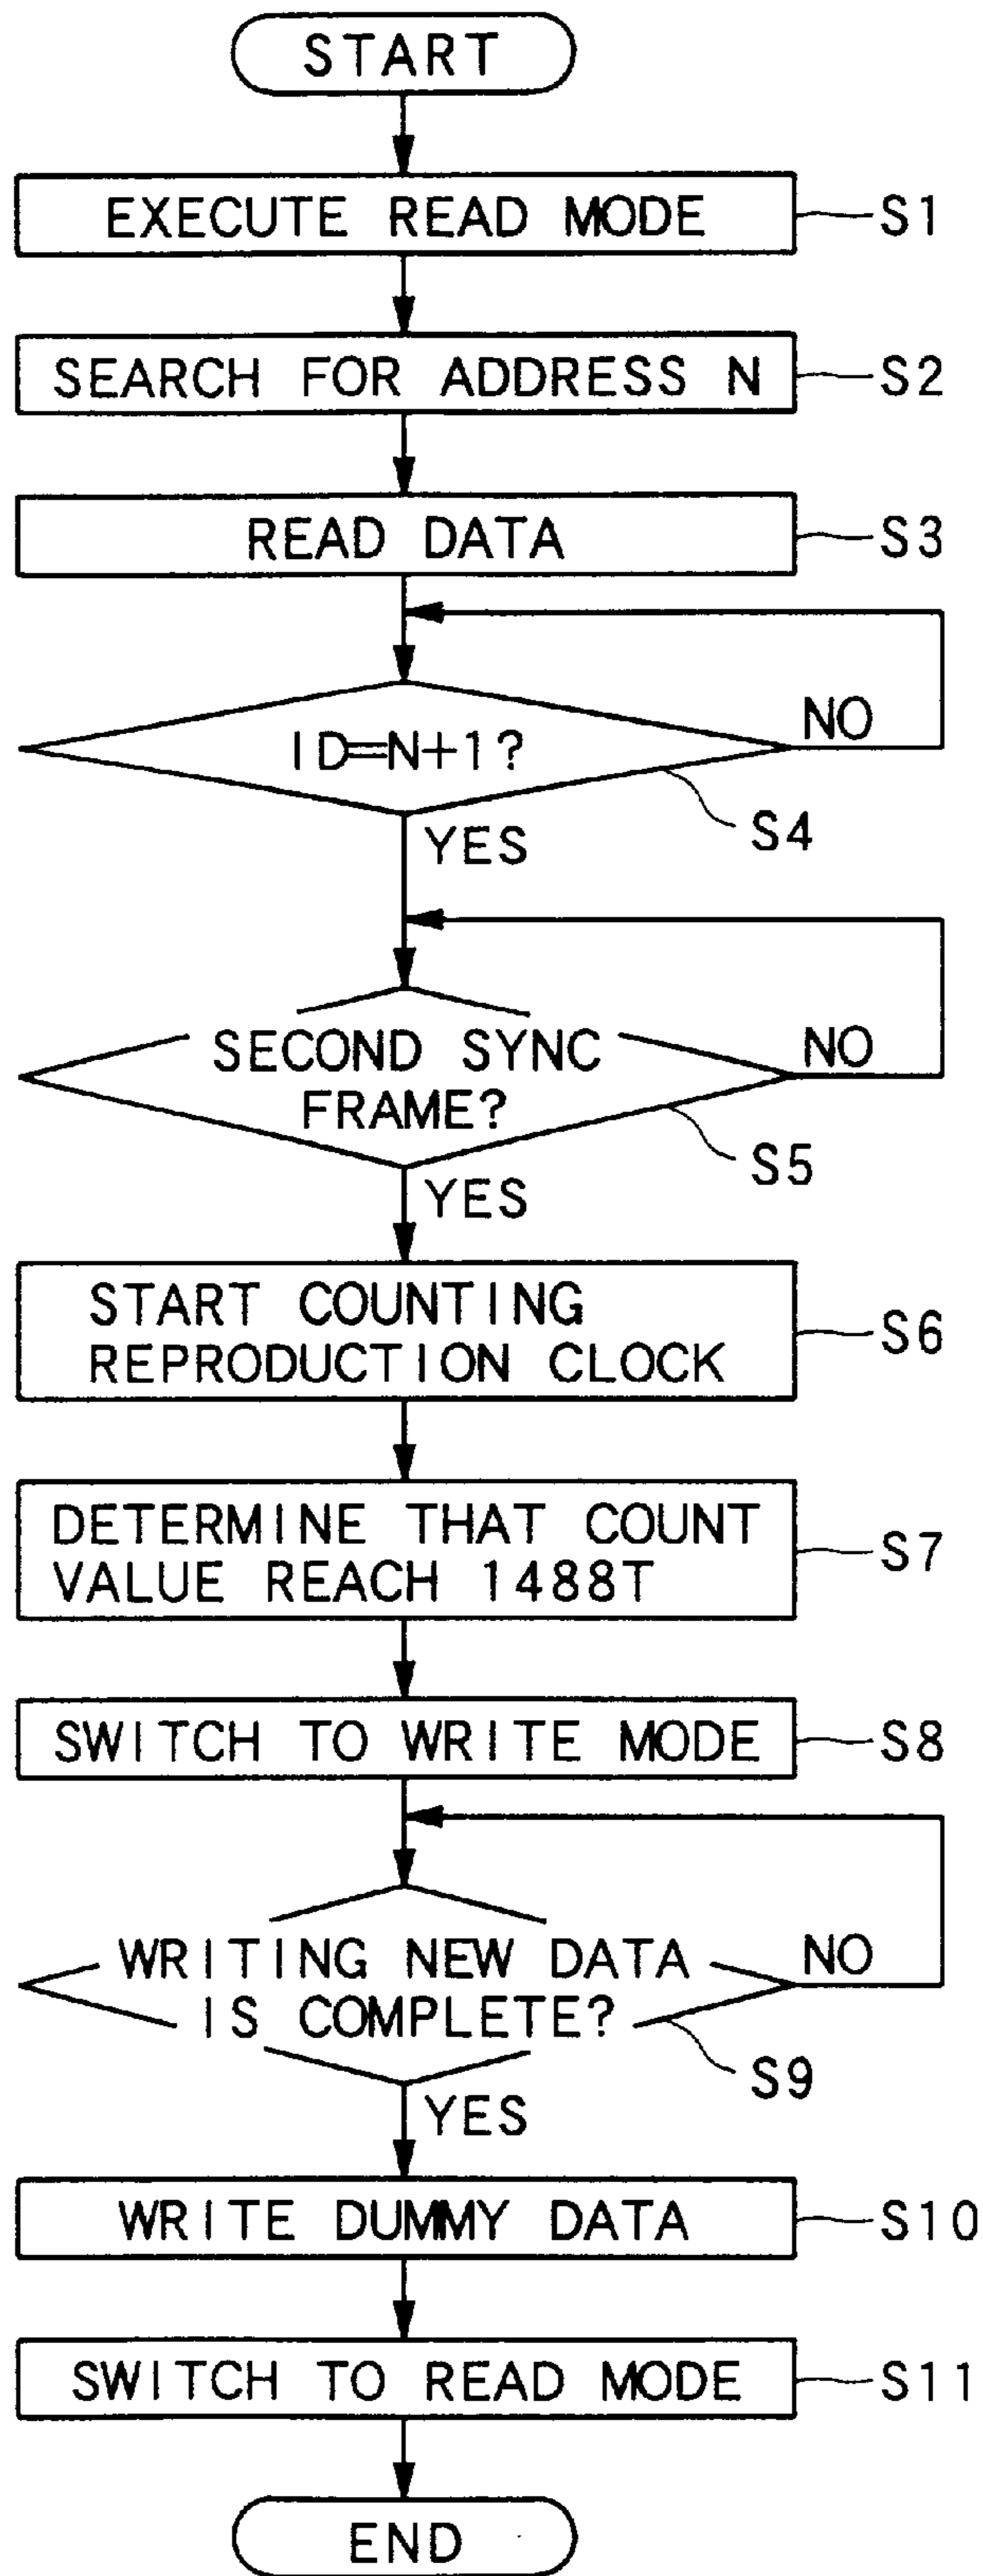 START
EXECUTE READ MODE
S1
SEARCH FOR ADDRESS N
S2
READ DATA
S3
NO
ID=N+1?
S4
YES
NO
SECOND SYNC
FRAME?
S5
YES
START COUNTING
REPRODUCTION CLOCK
S6
DETERMINE THAT COUNT
VALUE REACH 1488T
S7
SWITCH TO WRITE MODE
S8
NO
WRITING NEW DATA
IS COMPLETE?
S9
YES
WRITE DUMMY DATA
S10
SWITCH TO READ MODE
S11
END